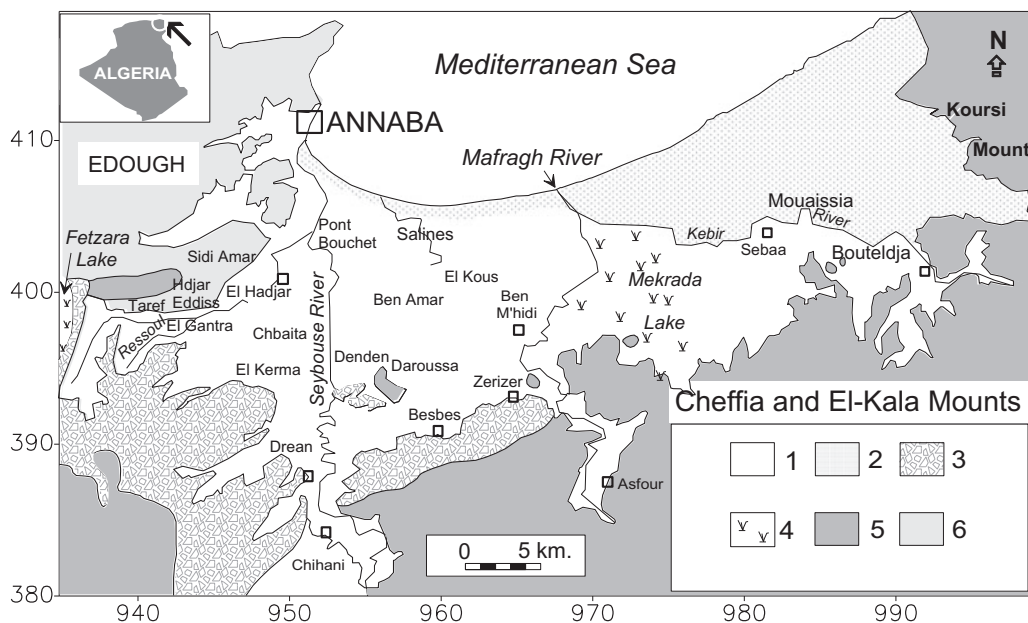 ALGERIA
Mediterranean Sea
N
Koursi
Mount
410
ANNABA
EDOUGH
Mafragh River
Mouaissia
Pont
Bouchet
Salines
Kebir
River
Sebaa
Bouteldja
Fetzara
Lake
Sidi Amar
El Kous
Mekrada
Lake
400
Hdjar
Eddiss
Taref
El Hadjar
Ben Amar
Ben
M'hidi
Ressoul
El Gantra
Chbaita
Seybouse River
Denden
Daroussa
El Kerma
Zerizer
Cheffia and El-Kala Mounts
390
Besbes
Drean
Asfour
1
2
3
4
5
6
0 5 km.
Chihani
380
940
950
960
970
980
990